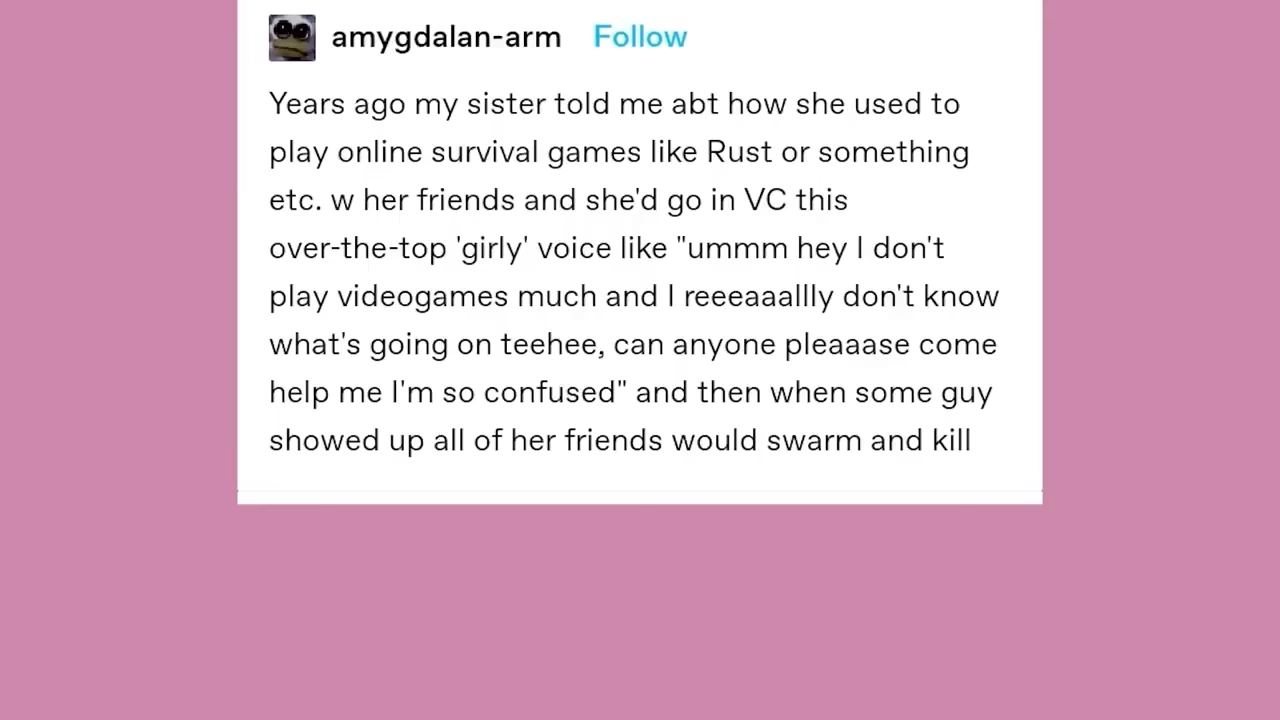 amygdalan-arm Follow
Years ago my sister told me abt how she used to
play online survival games like Rust or something
etc. w her friends and she'd go in VC this
over-the-top 'girly' voice like "ummm hey I don't
play videogames much and I reeeaaallly don't know
what's going on teehee, can anyone pleaaase come
help me I'm so confused" and then when some guy
showed up all of her friends would swarm and kill